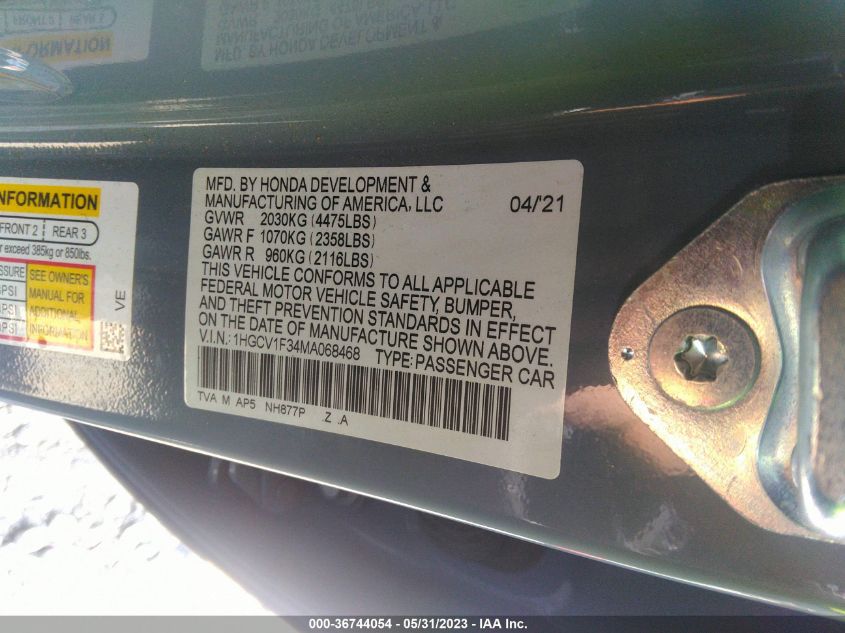 MFD. BY HONDA DEVELOPMENT &
MANUFACTURING OF AMERICA, LLC 04/'21
GVWR 2030KG (4475LBS)
GAWR F 1070KG (2358LBS)
GAWR R 960KG (2116LBS)
THIS VEHICLE CONFORMS TO ALL APPLICABLE
FEDERAL MOTOR VEHICLE SAFETY, BUMPER,
AND THEFT PREVENTION STANDARDS IN EFFECT
ON THE DATE OF MANUFACTURE SHOWN ABOVE.
V.I.N.: 1HGCV1F34MA068468 TYPE: PASSENGER CAR
TVA M AP5 NH877P .Z .A
INFORMATION
FRONT 2 REAR 3
exceed 385kg or 850lbs.
SEE OWNER'S
MANUAL FOR
ADDITIONAL
INFORMATION
VE
000-36744054 / 05/31/2023 - IAA Inc.